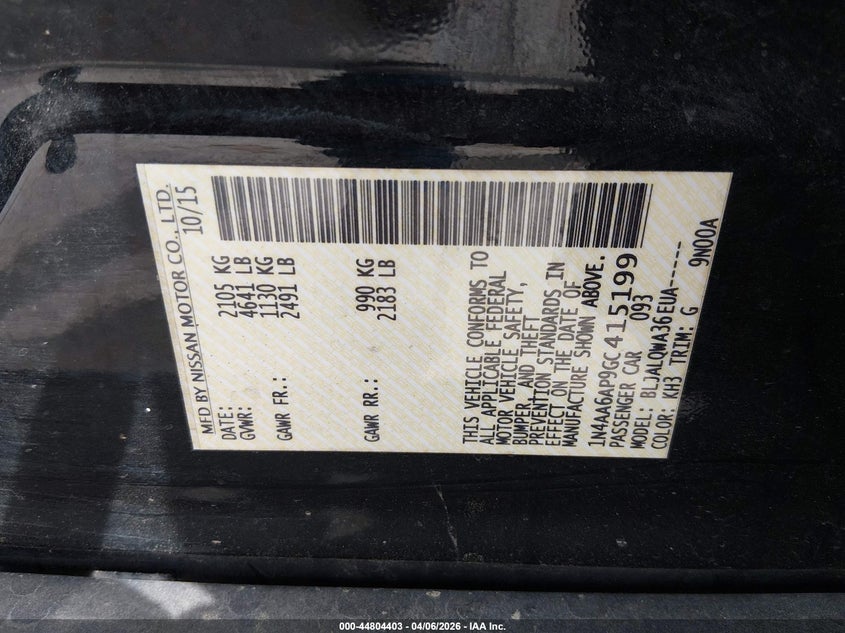 MFD BY NISSAN MOTOR CO., LTD.
DATE: 10/15
GVWR: 2105 KG
4641 LB
GAWR FR.: 1130 KG
2491 LB
GAWR RR.: 990 KG
2183 LB
THIS VEHICLE CONFORMS TO
ALL APPLICABLE FEDERAL
MOTOR VEHICLE SAFETY,
BUMPER, AND THEFT
PREVENTION STANDARDS IN
EFFECT ON THE DATE OF
MANUFACTURE SHOWN ABOVE.
1N4AA6AP9GC415199
PASSENGER CAR 093
MODEL: BLJALQWA36EUA-----
COLOR: KH3 TRIM: G 9N00A
000-44804403 - 04/06/2026 - IAA Inc.